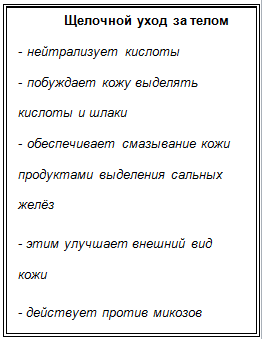 Щелочной уход за телом
- нейтрализует кислоты
- побуждает кожу выделять
кислоты и шлаки
- обеспечивает смазывание кожи
продуктами выделения сальных
желёз
- этим улучшает внешний вид
кожи
- действует против микозов